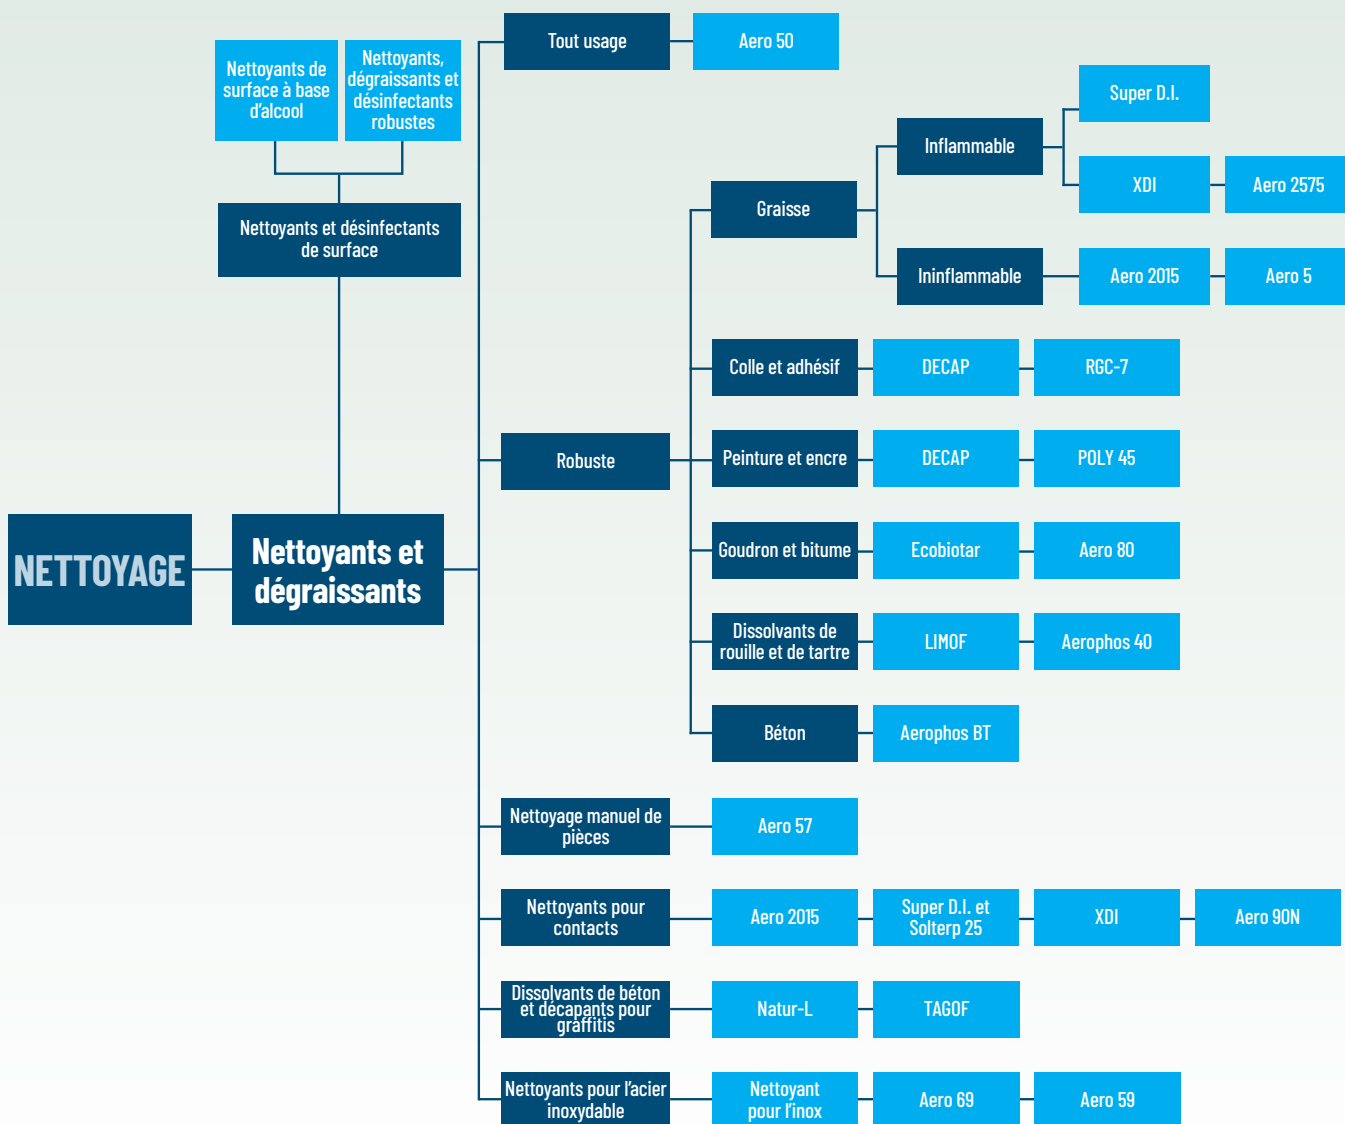 Tout usage
Aero 50
Nettoyants de
surface à base
d'alcool
Nettoyants,
dégraissants et
désinfectants
robustes
Super D.I.
Inflammable
XDI
Aero 2575
Graisse
Nettoyants et désinfectants
de surface
Ininflammable
Aero 2015
Aero 5
Colle et adhésif
DECAP
RGC-7
Robuste
Peinture et encre
DECAP
POLY 45
NETTOYAGE
Nettoyants et
dégraissants
Goudron et bitume
Ecobiotar
Aero 80
Dissolvants de
rouille et de tartre
LIMOF
Aerophos 40
Béton
Aerophos BT
Nettoyage manuel de
pièces
Aero 57
Nettoyants pour
contacts
Aero 2015
Super D.I. et
Solterp 25
XDI
Aero 90N
Dissolvants de béton
et décapants pour
graffitis
Natur-L
TAGOF
Nettoyants pour l'acier
inoxydable
Nettoyant
pour l'inox
Aero 69
Aero 59